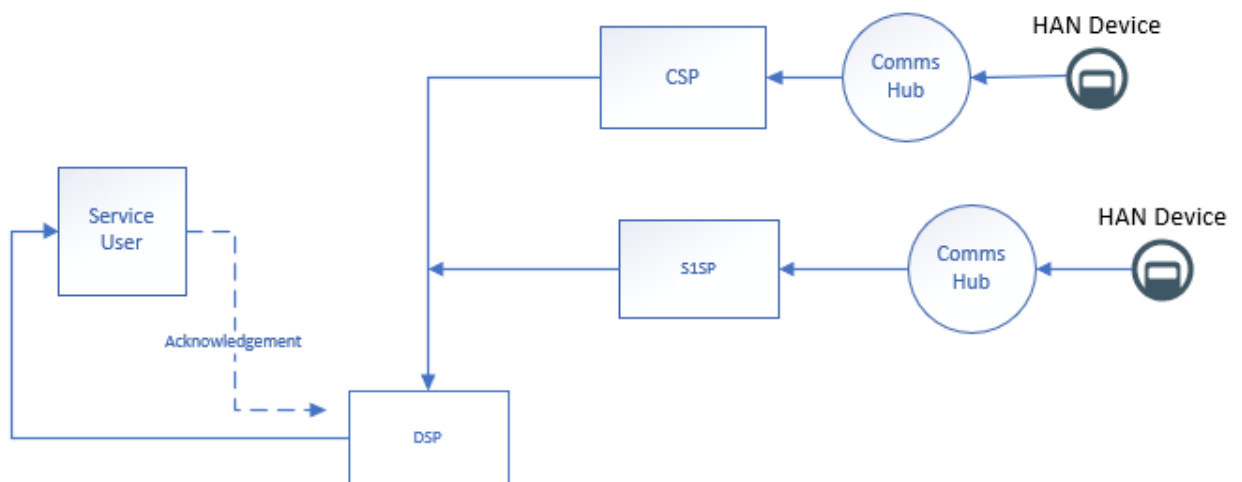 HAN Device
CSP
Comms
Hub
HAN Device
Service
User
S1SP
Comms
Hub
Acknowledgement
DSP